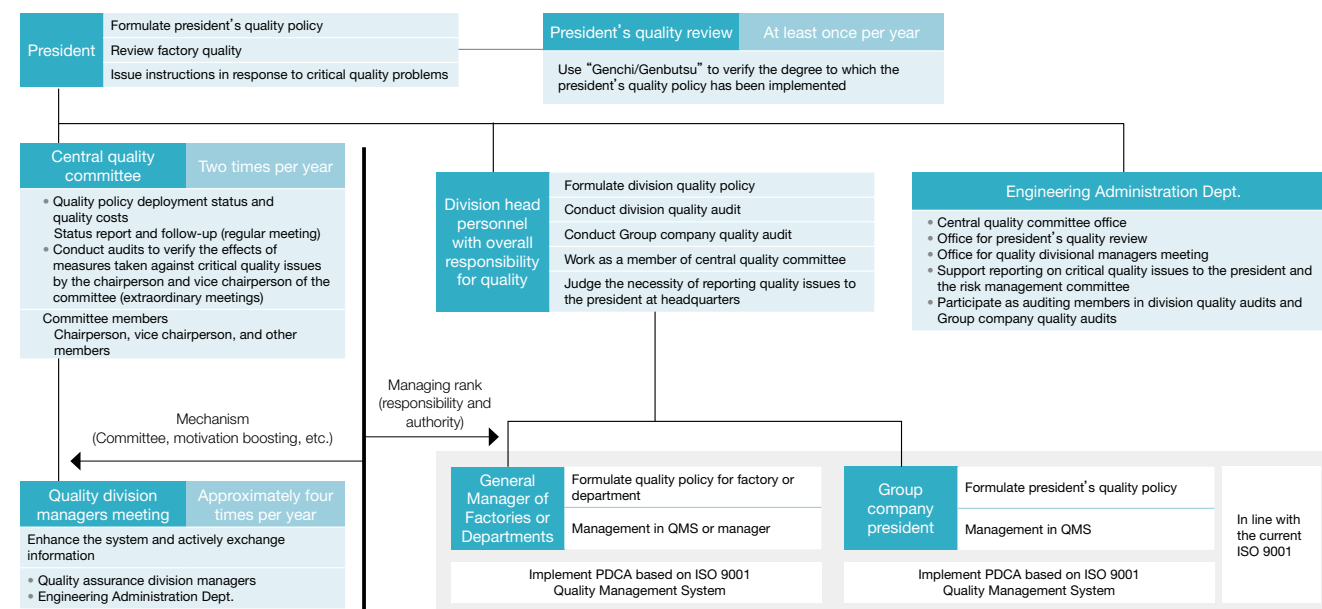 President
Formulate president’s quality policy
Review factory quality
Issue instructions in response to critical quality problems
President’s quality review
At least once per year
Use “Genchi/Genbutsu” to verify the degree to which the
president’s quality policy has been implemented
Central quality
committee
Two times per year
• Quality policy deployment status and
quality costs
Status report and follow-up (regular meeting)
• Conduct audits to verify the effects of
measures taken against critical quality issues
by the chairperson and vice chairperson of the
committee (extraordinary meetings)
Committee members
Chairperson, vice chairperson, and other
members
Division head
personnel
with overall
responsibility
for quality
Formulate division quality policy
Conduct division quality audit
Conduct Group company quality audit
Work as a member of central quality committee
Judge the necessity of reporting quality issues to
the president at headquarters
Engineering Administration Dept.
• Central quality committee office
• Office for president’s quality review
• Office for quality divisional managers meeting
• Support reporting on critical quality issues to the president and
the risk management committee
• Participate as auditing members in division quality audits and
Group company quality audits
Mechanism
(Committee, motivation boosting, etc.)
Managing rank
(responsibility and
authority)
Quality division
managers meeting
Approximately four
times per year
Enhance the system and actively exchange
information
• Quality assurance division managers
• Engineering Administration Dept.
General
Manager of
Factories or
Departments
Formulate quality policy for factory or
department
Management in QMS or manager
Implement PDCA based on ISO 9001
Quality Management System
Group
company
president
Formulate president’s quality policy
Management in QMS
Implement PDCA based on ISO 9001
Quality Management System
In line with
the current
ISO 9001